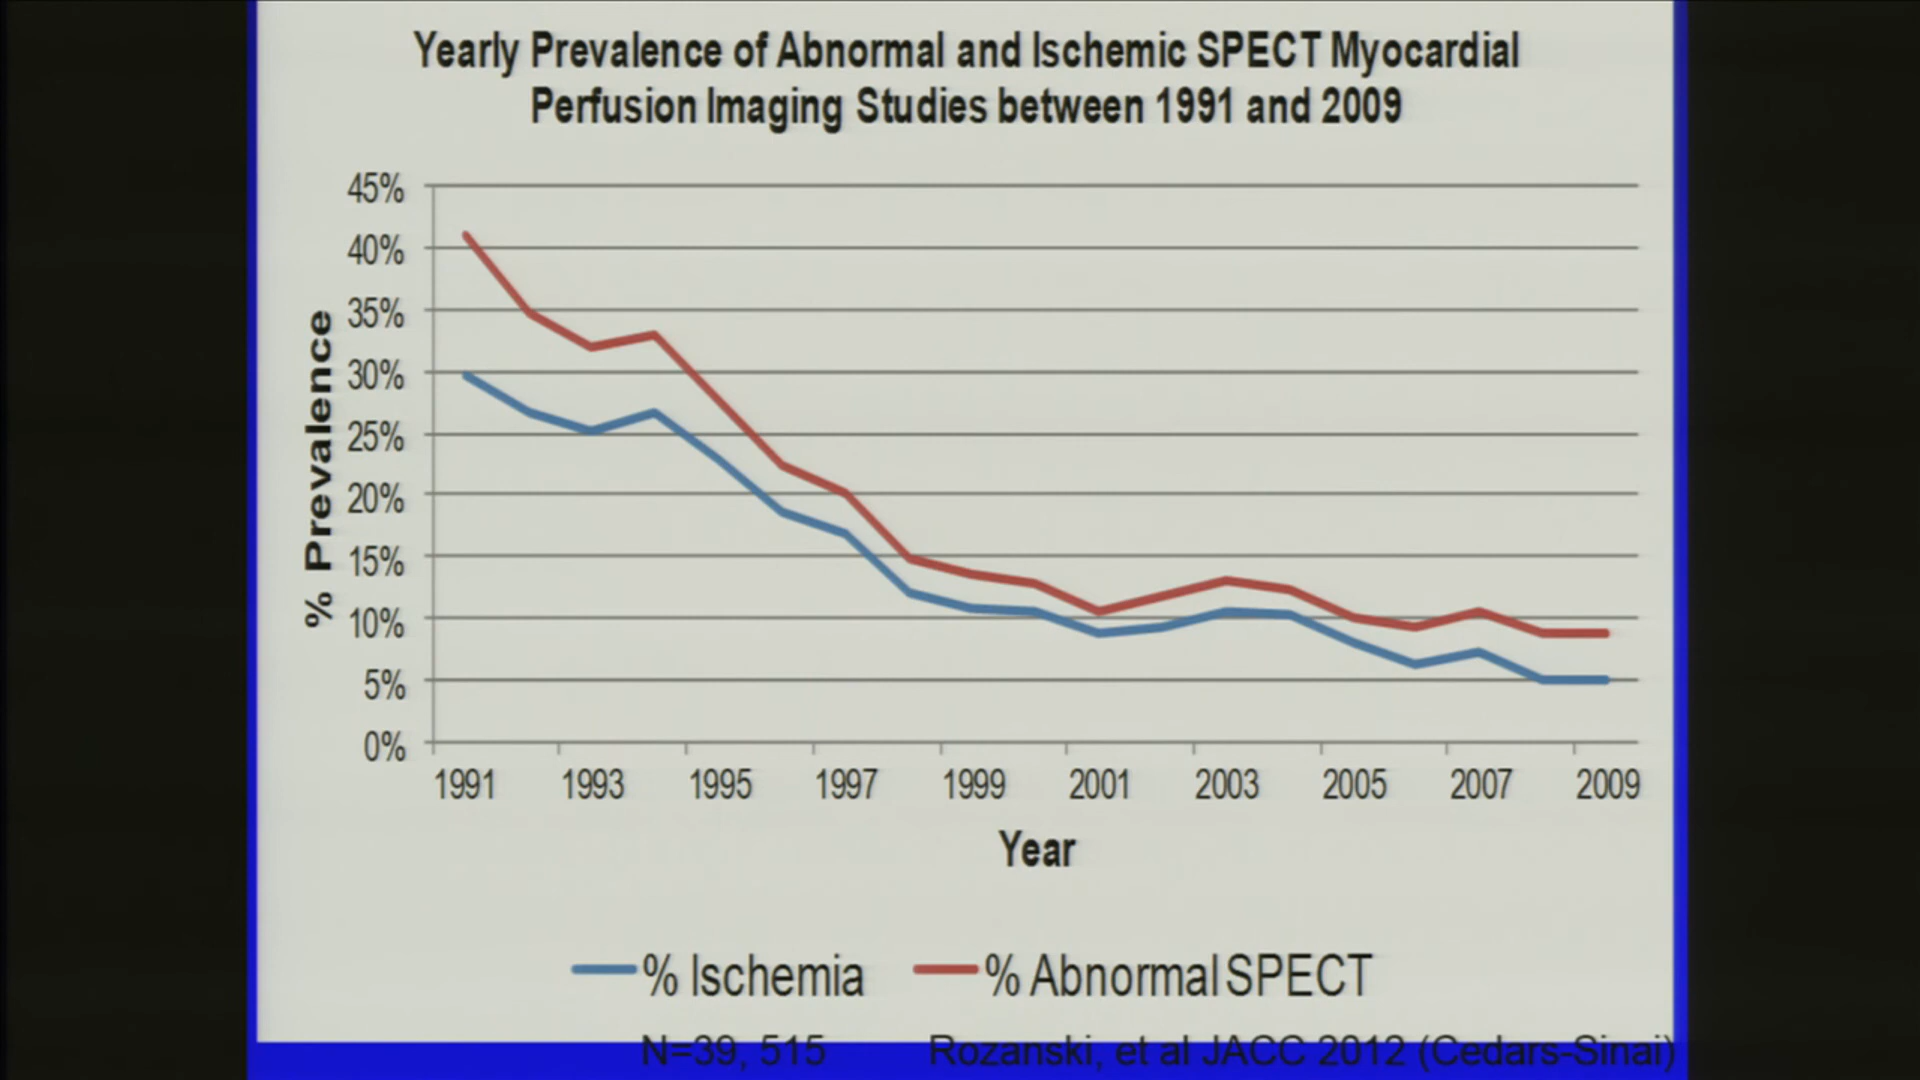 Yearly Prevalence of Abnormal and Ischemic SPECT Myocardial
Perfusion Imaging Studies between 1991 and 2009
45%
40%
35%
30%
25%
20%
15%
10%
5%
0%
% Prevalence
1991 1993 1995 1997 1999 2001 2003 2005 2007 2009
Year
% Ischemia % Abnormal SPECT
N=39, 515 Rozanski, et al JACC 2012 (Cedars-Sinai)